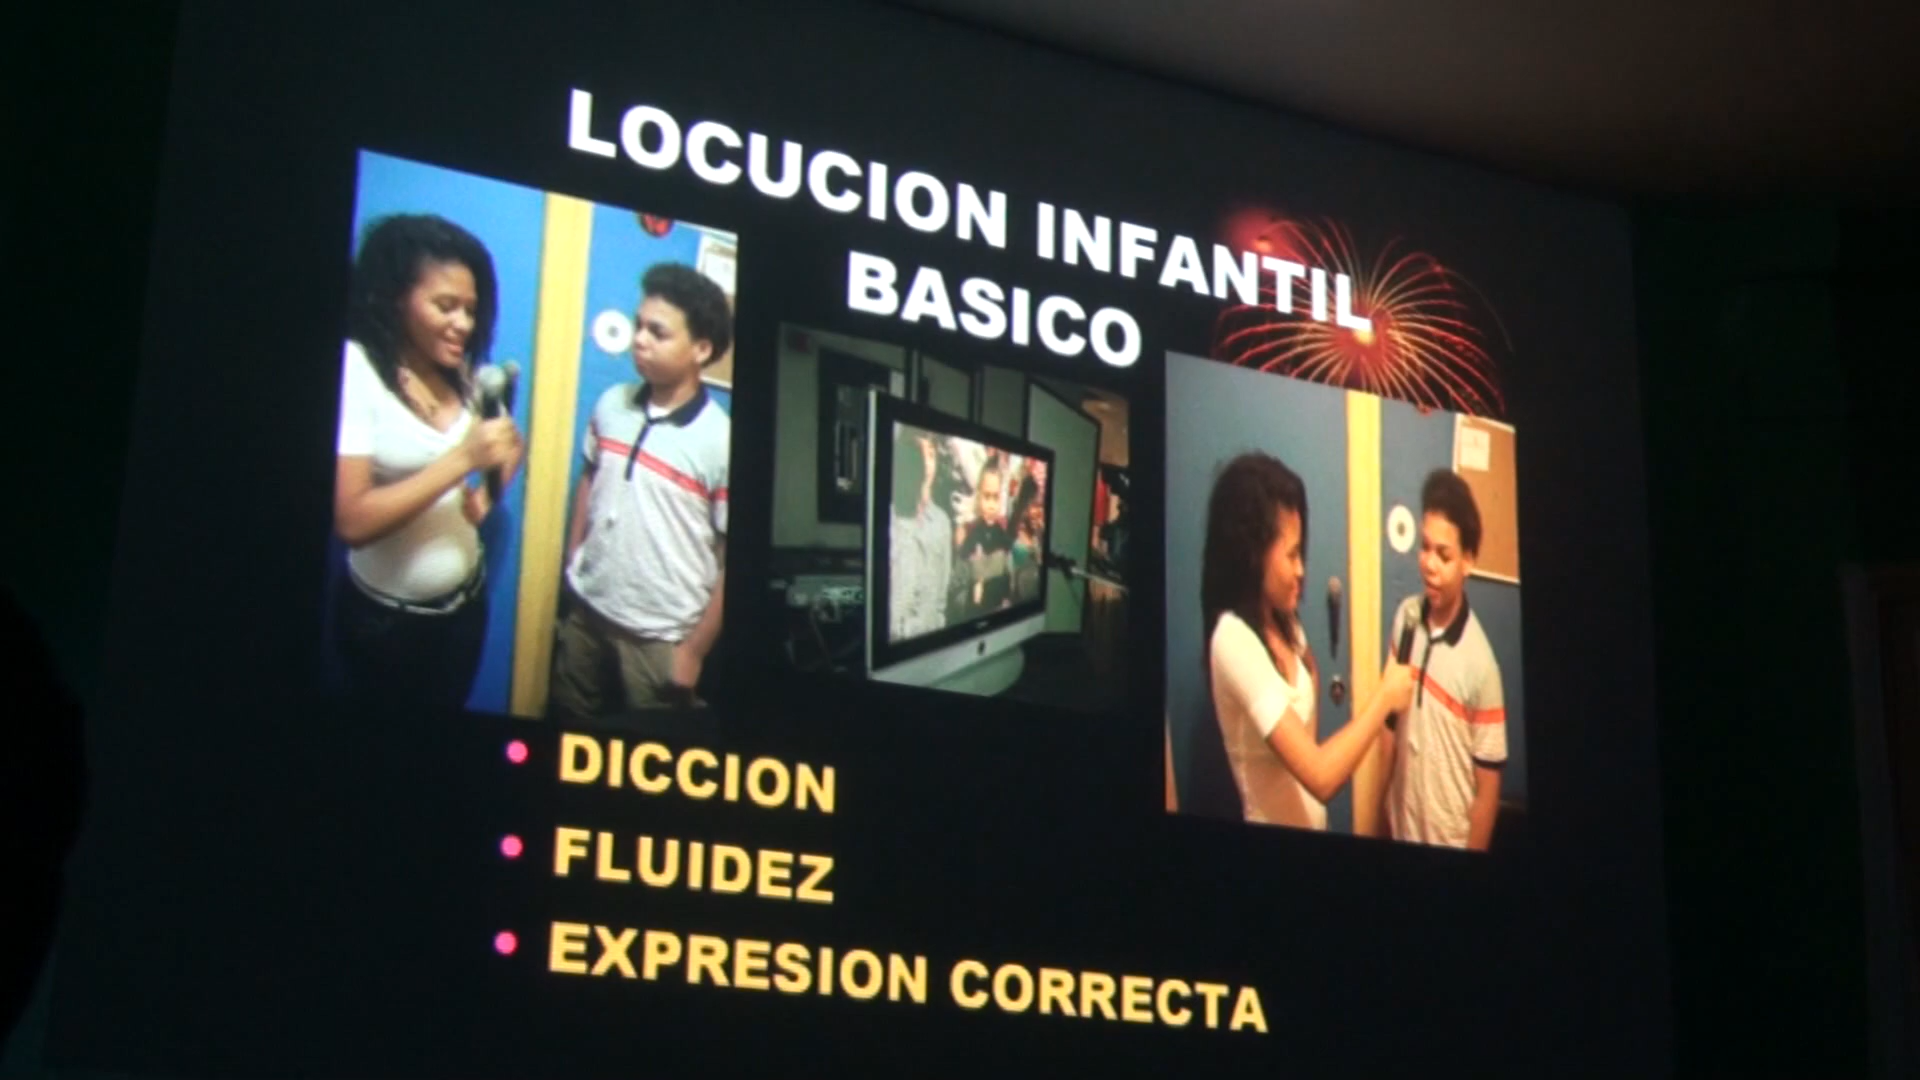 LOCUCION INFANTIL
BASICO
DICCION
FLUIDEZ
EXPRESION CORRECTA